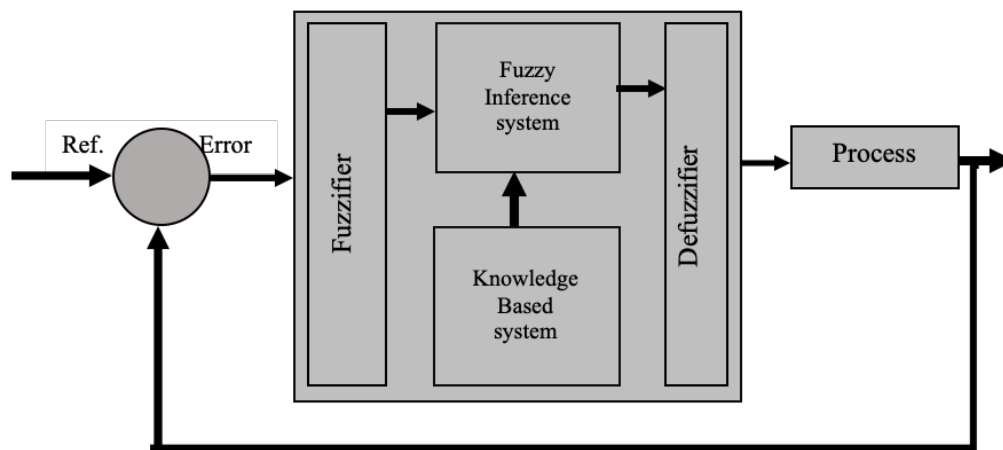 Ref.
Error
Fuzzifier
Fuzzy
Inference
system
Knowledge
Based
system
Defuzzifier
Process